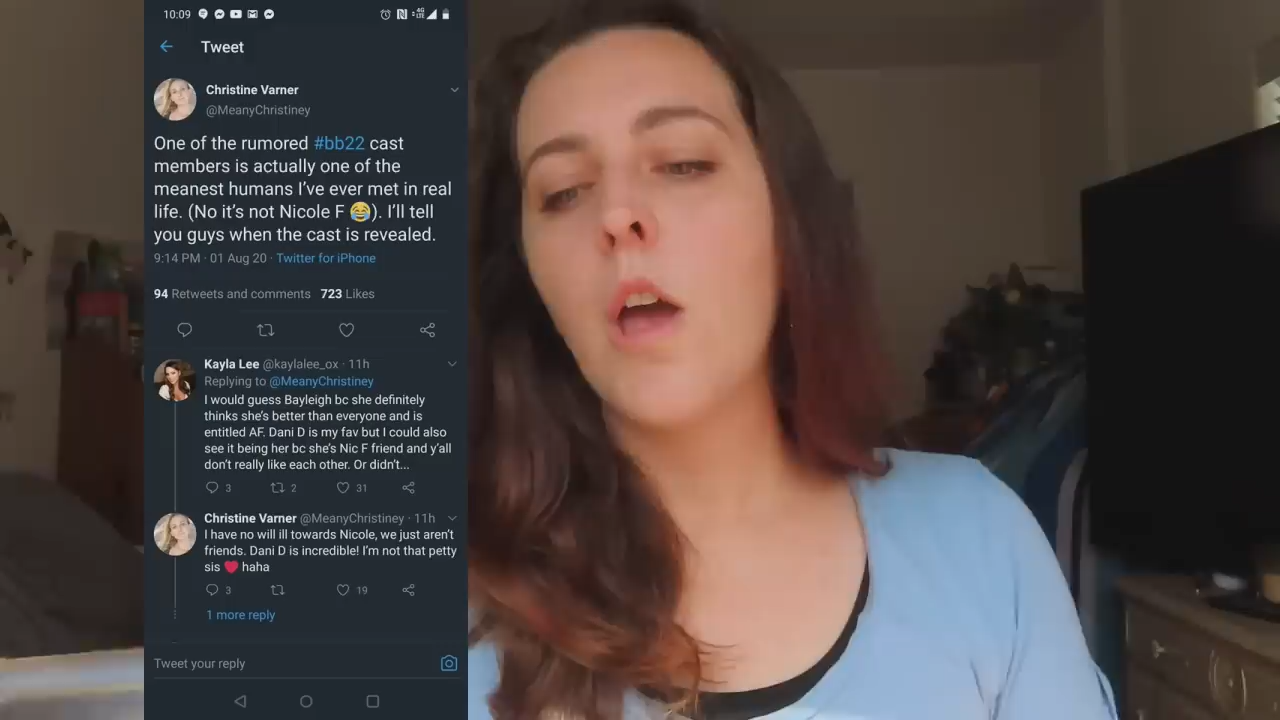 10:09
4G
LTE
Tweet
Christine Varner
@MeanyChristiney
One of the rumored #bb22 cast
members is actually one of the
meanest humans I've ever met in real
life. (No it's not Nicole F 😂). I'll tell
you guys when the cast is revealed.
9:14 PM · 01 Aug 20 · Twitter for iPhone
94 Retweets and comments 723 Likes
Kayla Lee @kaylalee_ox · 11h
Replying to @MeanyChristiney
I would guess Bayleigh bc she definitely
thinks she's better than everyone and is
entitled AF. Dani D is my fav but I could also
see it being her bc she's Nic F friend and y'all
don't really like each other. Or didn't...
3 2 31
Christine Varner @MeanyChristiney · 11h
I have no will ill towards Nicole, we just aren't
friends. Dani D is incredible! I'm not that petty
sis ❤️ haha
3 19
1 more reply
Tweet your reply